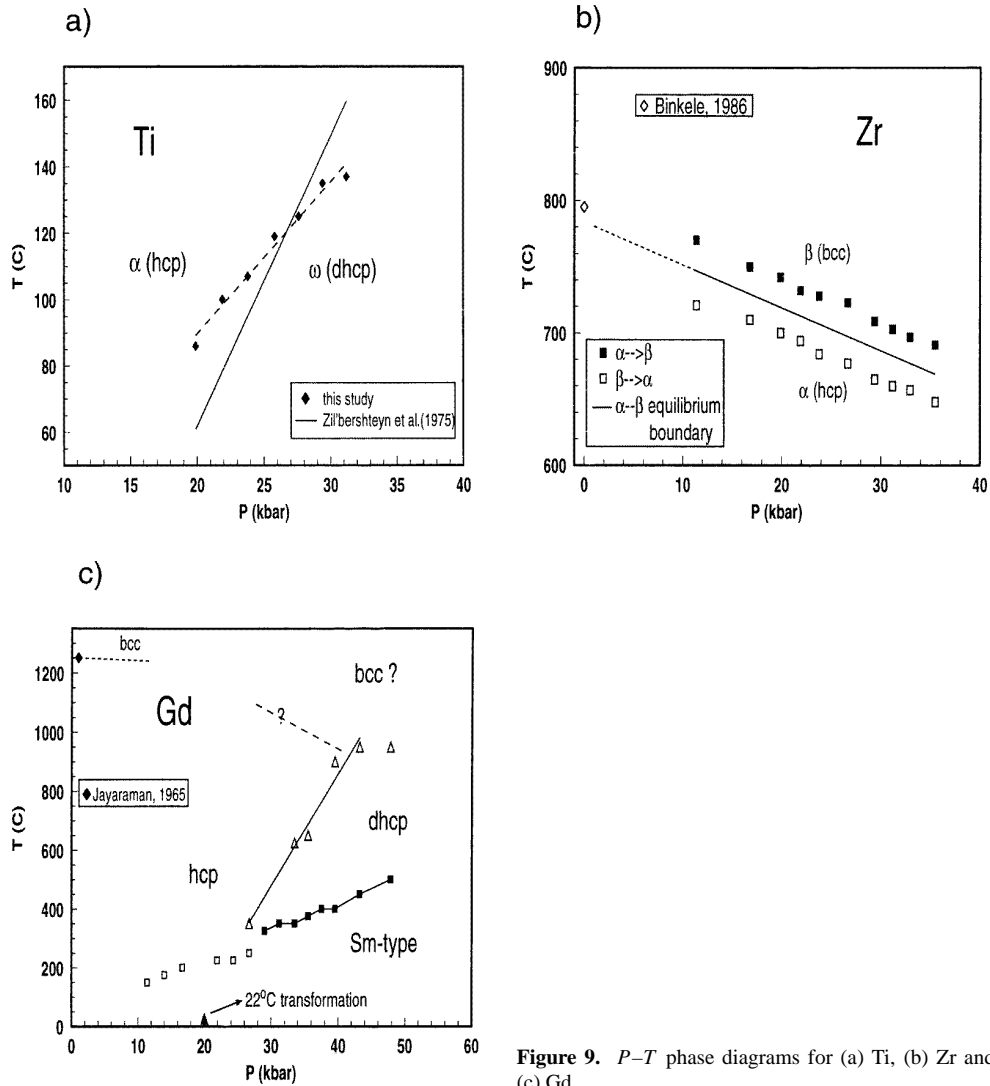 a)
160
140
120
100
80
60
T (C)
Ti
α (hcp)
ω (dhcp)
◆ this study
— Zil'bershteyn et al.(1975)
10 15 20 25 30 35 40
P (kbar)
b)
900
800
700
600
T (C)
◇ Binkele, 1986
Zr
β (bcc)
■ α-->β
□ β-->α
— α--β equilibrium
boundary
α (hcp)
0 10 20 30 40
P (kbar)
c)
1200
1000
800
600
400
200
0
T (C)
bcc
bcc ?
Gd
?
◆ Jayaraman, 1965
dhcp
hcp
Sm-type
22⁰C transformation
0 10 20 30 40 50 60
P (kbar)
Figure 9. P–T phase diagrams for (a) Ti, (b) Zr and
(c) Gd.